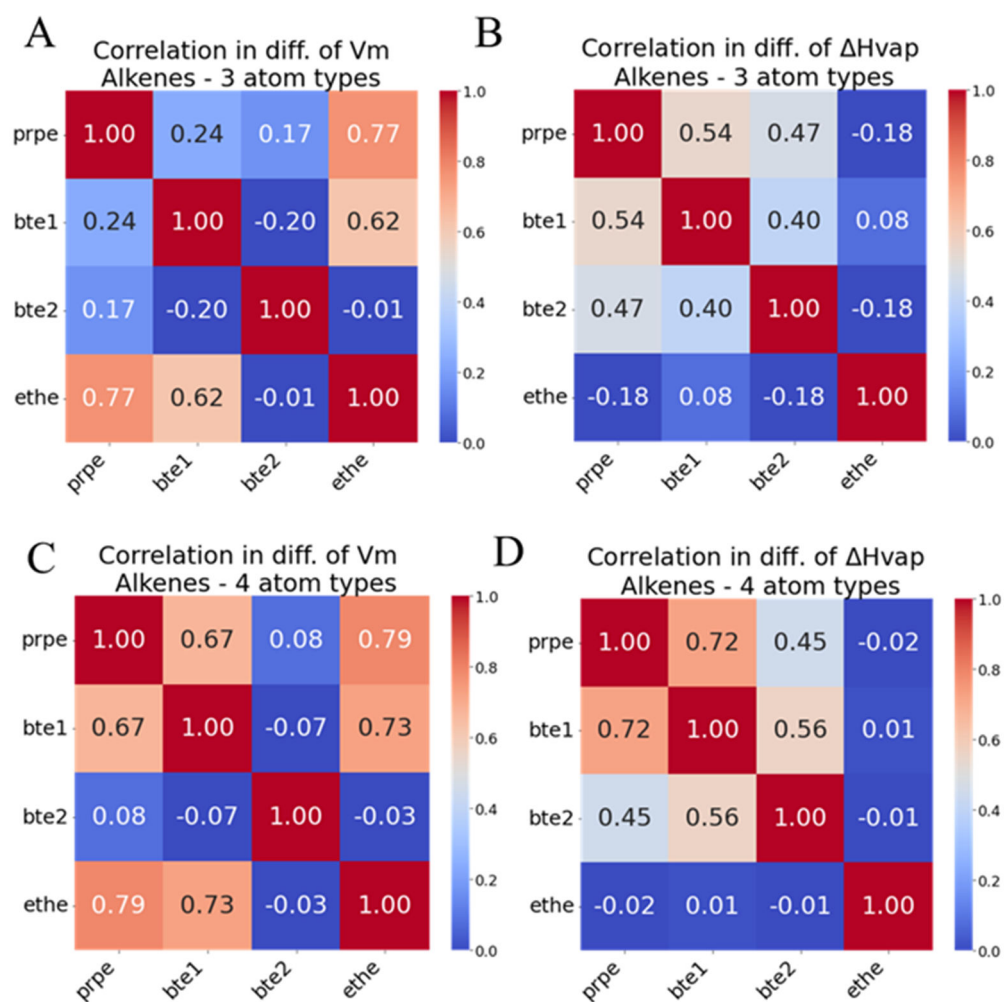 A
Correlation in diff. of Vm
Alkenes - 3 atom types
prpe 1.00 0.24 0.17 0.77
bte1 0.24 1.00 -0.20 0.62
bte2 0.17 -0.20 1.00 -0.01
ethe 0.77 0.62 -0.01 1.00
prpe bte1 bte2 ethe
1.0
0.8
0.6
0.4
0.2
0.0
B
Correlation in diff. of ΔHvap
Alkenes - 3 atom types
prpe 1.00 0.54 0.47 -0.18
bte1 0.54 1.00 0.40 0.08
bte2 0.47 0.40 1.00 -0.18
ethe -0.18 0.08 -0.18 1.00
prpe bte1 bte2 ethe
1.0
0.8
0.6
0.4
0.2
0.0
C
Correlation in diff. of Vm
Alkenes - 4 atom types
prpe 1.00 0.67 0.08 0.79
bte1 0.67 1.00 -0.07 0.73
bte2 0.08 -0.07 1.00 -0.03
ethe 0.79 0.73 -0.03 1.00
prpe bte1 bte2 ethe
1.0
0.8
0.6
0.4
0.2
0.0
D
Correlation in diff. of ΔHvap
Alkenes - 4 atom types
prpe 1.00 0.72 0.45 -0.02
bte1 0.72 1.00 0.56 0.01
bte2 0.45 0.56 1.00 -0.01
ethe -0.02 0.01 -0.01 1.00
prpe bte1 bte2 ethe
1.0
0.8
0.6
0.4
0.2
0.0